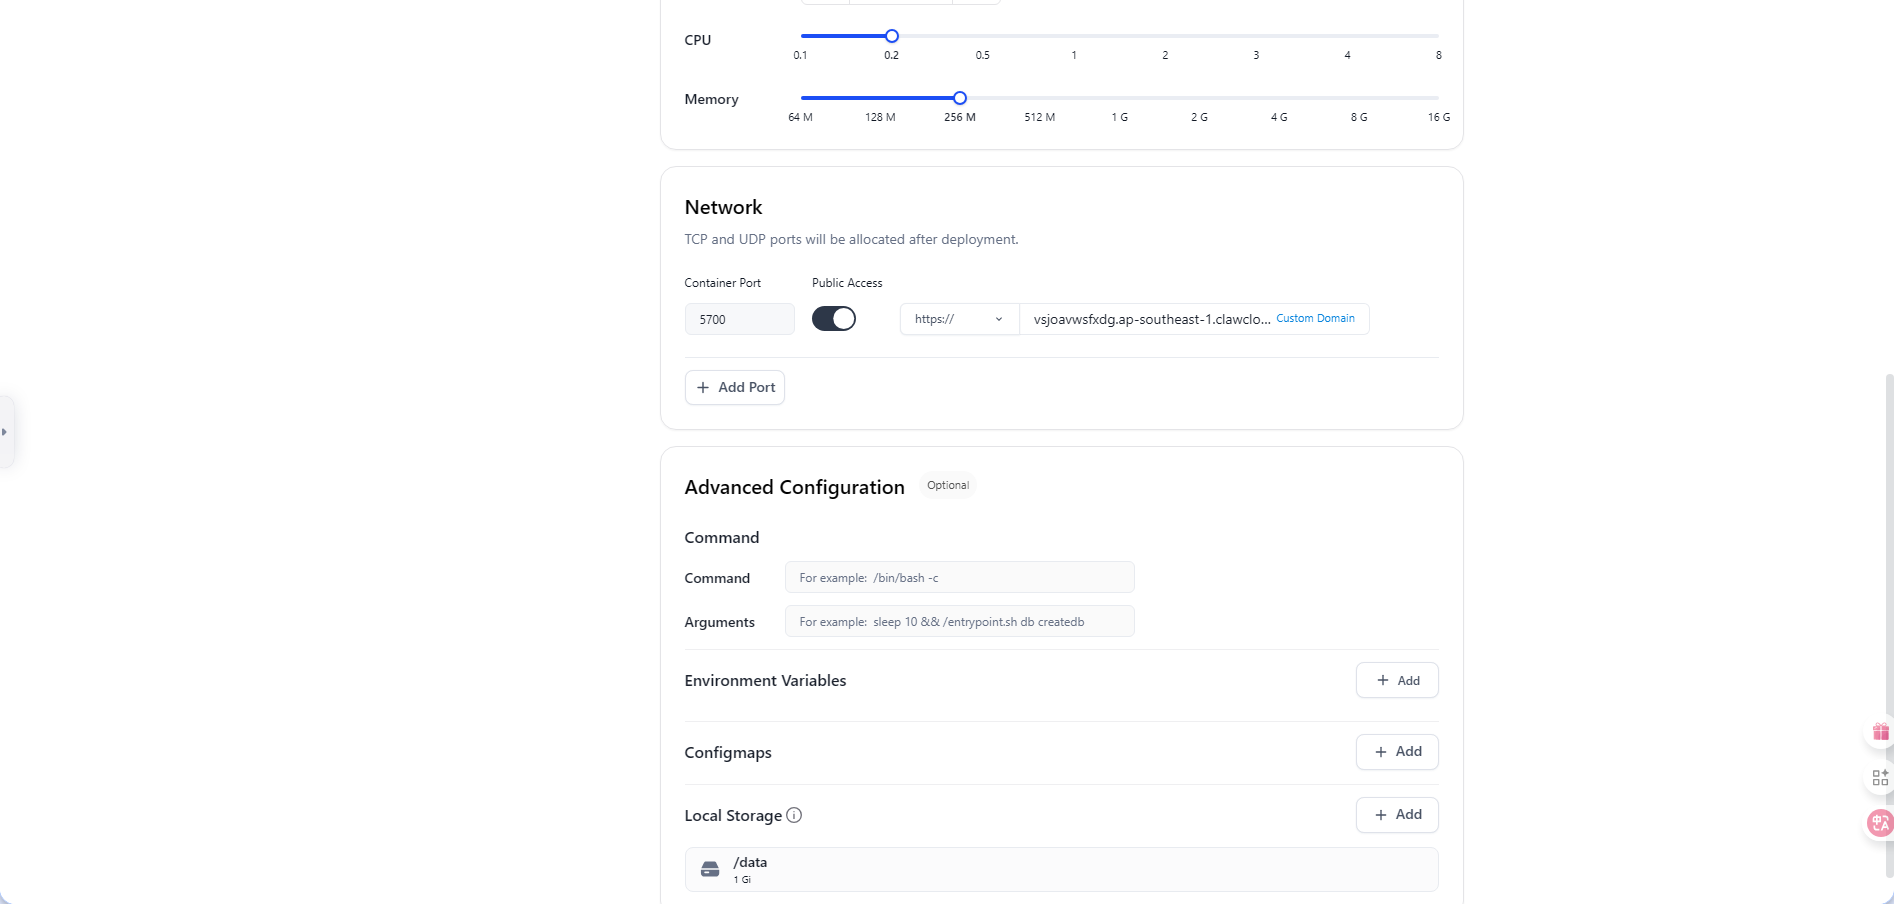 CPU
0.1 0.2 0.5 1 2 3 4 8
Memory
64 M 128 M 256 M 512 M 1 G 2 G 4 G 8 G 16 G
Network
TCP and UDP ports will be allocated after deployment.
Container Port Public Access
5700 https:// vsjoavwsfxdg.ap-southeast-1.clawclo... Custom Domain
+ Add Port
Advanced Configuration Optional
Command
Command For example: /bin/bash -c
Arguments For example: sleep 10 && /entrypoint.sh db createdb
Environment Variables + Add
Configmaps + Add
Local Storage + Add
/data
1 Gi
中 A